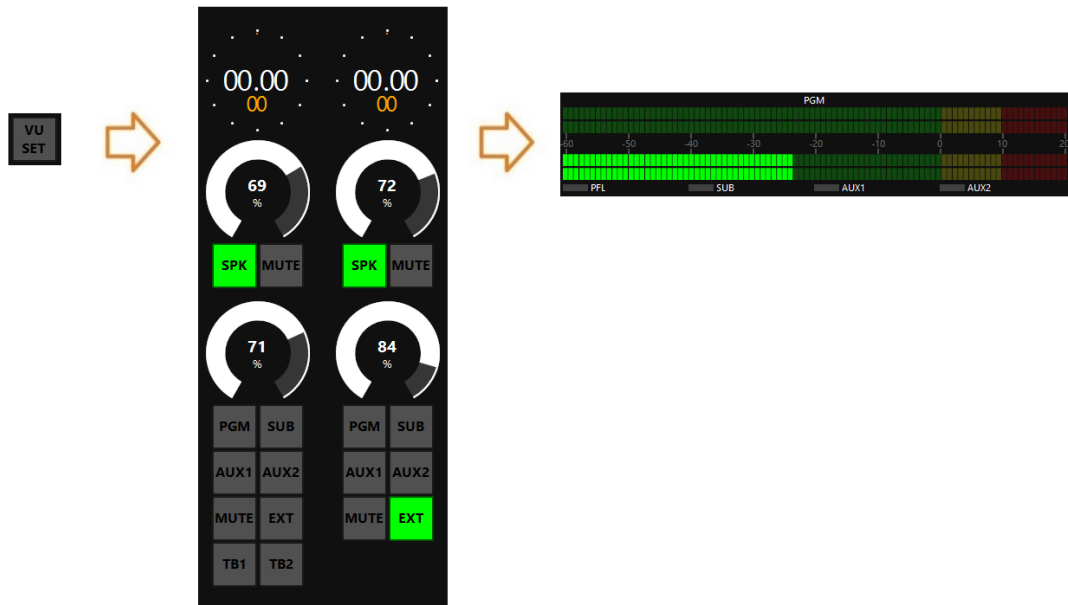 VU
SET
00.00 00.00
00 00
69 72
% %
SPK MUTE SPK MUTE
71 84
% %
PGM SUB PGM SUB
AUX1 AUX2 AUX1 AUX2
MUTE EXT MUTE EXT
TB1 TB2
PGM
-60 -50 -40 -30 -20 -10 0 10 20
PFL SUB AUX1 AUX2